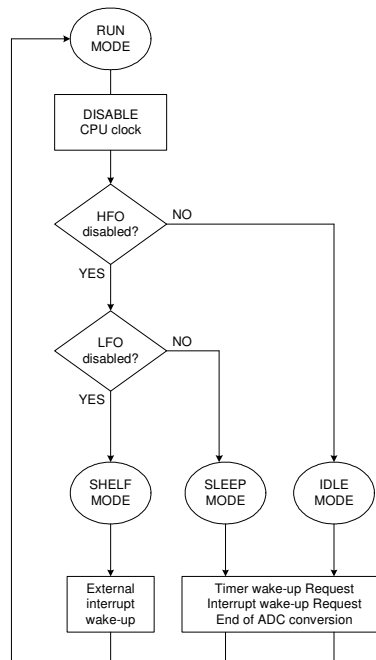 RUN
MODE
DISABLE
CPU clock
HFO
disabled?
NO
YES
LFO
disabled?
NO
YES
SHELF
MODE
SLEEP
MODE
IDLE
MODE
External
interrupt
wake-up
Timer wake-up Request
Interrupt wake-up Request
End of ADC conversion